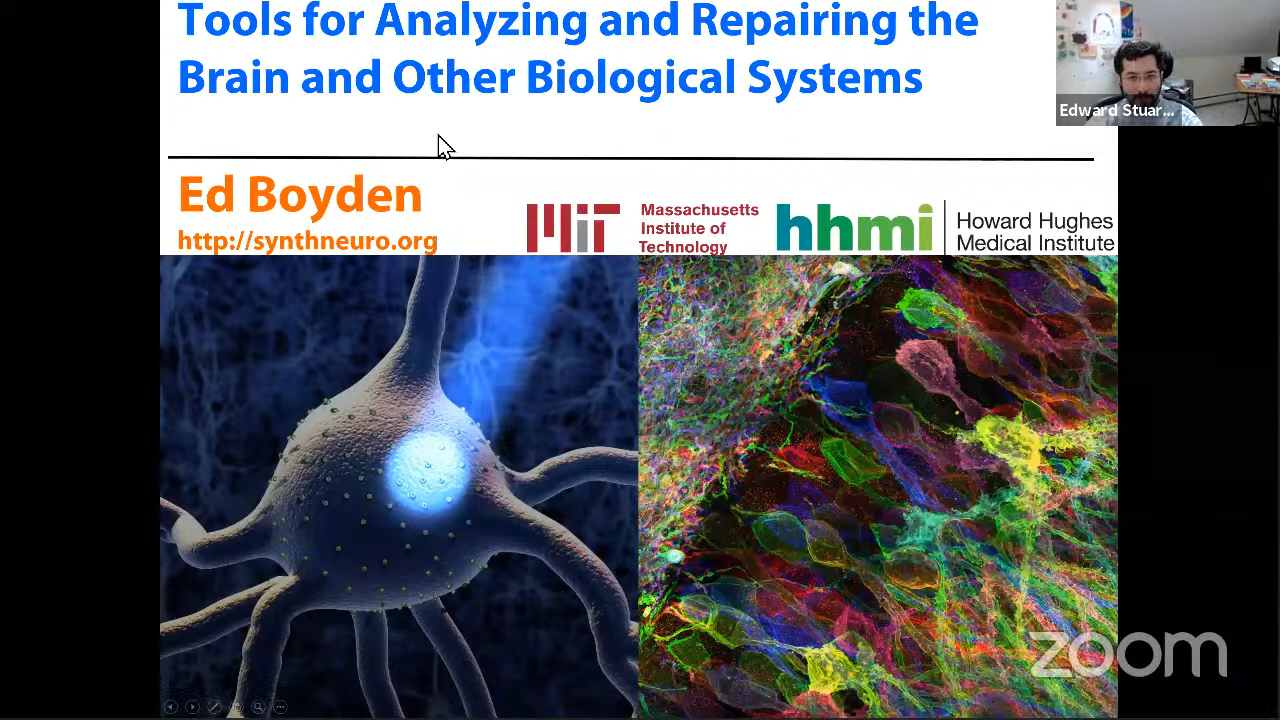 Tools for Analyzing and Repairing the
Brain and Other Biological Systems
Edward Stuar...
Ed Boyden
http://synthneuro.org
MIT
Massachusetts
Institute of
Technology
hhmi
Howard Hughes
Medical Institute
zoom